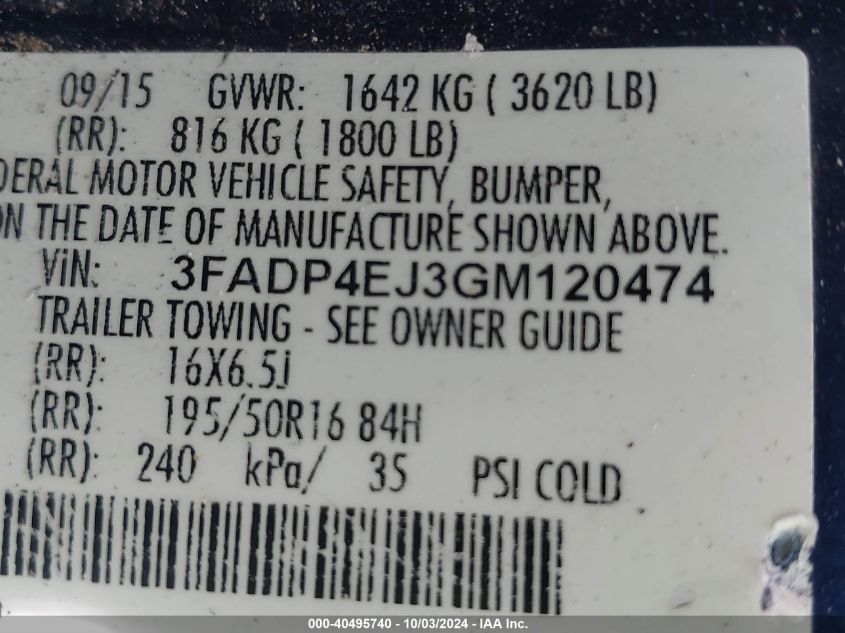 09/15 GVWR: 1642 KG ( 3620 LB)
(RR): 816 KG ( 1800 LB)
DERAL MOTOR VEHICLE SAFETY, BUMPER,
ON THE DATE OF MANUFACTURE SHOWN ABOVE.
VIN: 3FADP4EJ3GM120474
TRAILER TOWING - SEE OWNER GUIDE
(RR): 16X6.5J
(RR): 195/50R16 84H
(RR): 240 kPa/ 35 PSI COLD
000-40495740 - 10/03/2024 - IAA Inc.